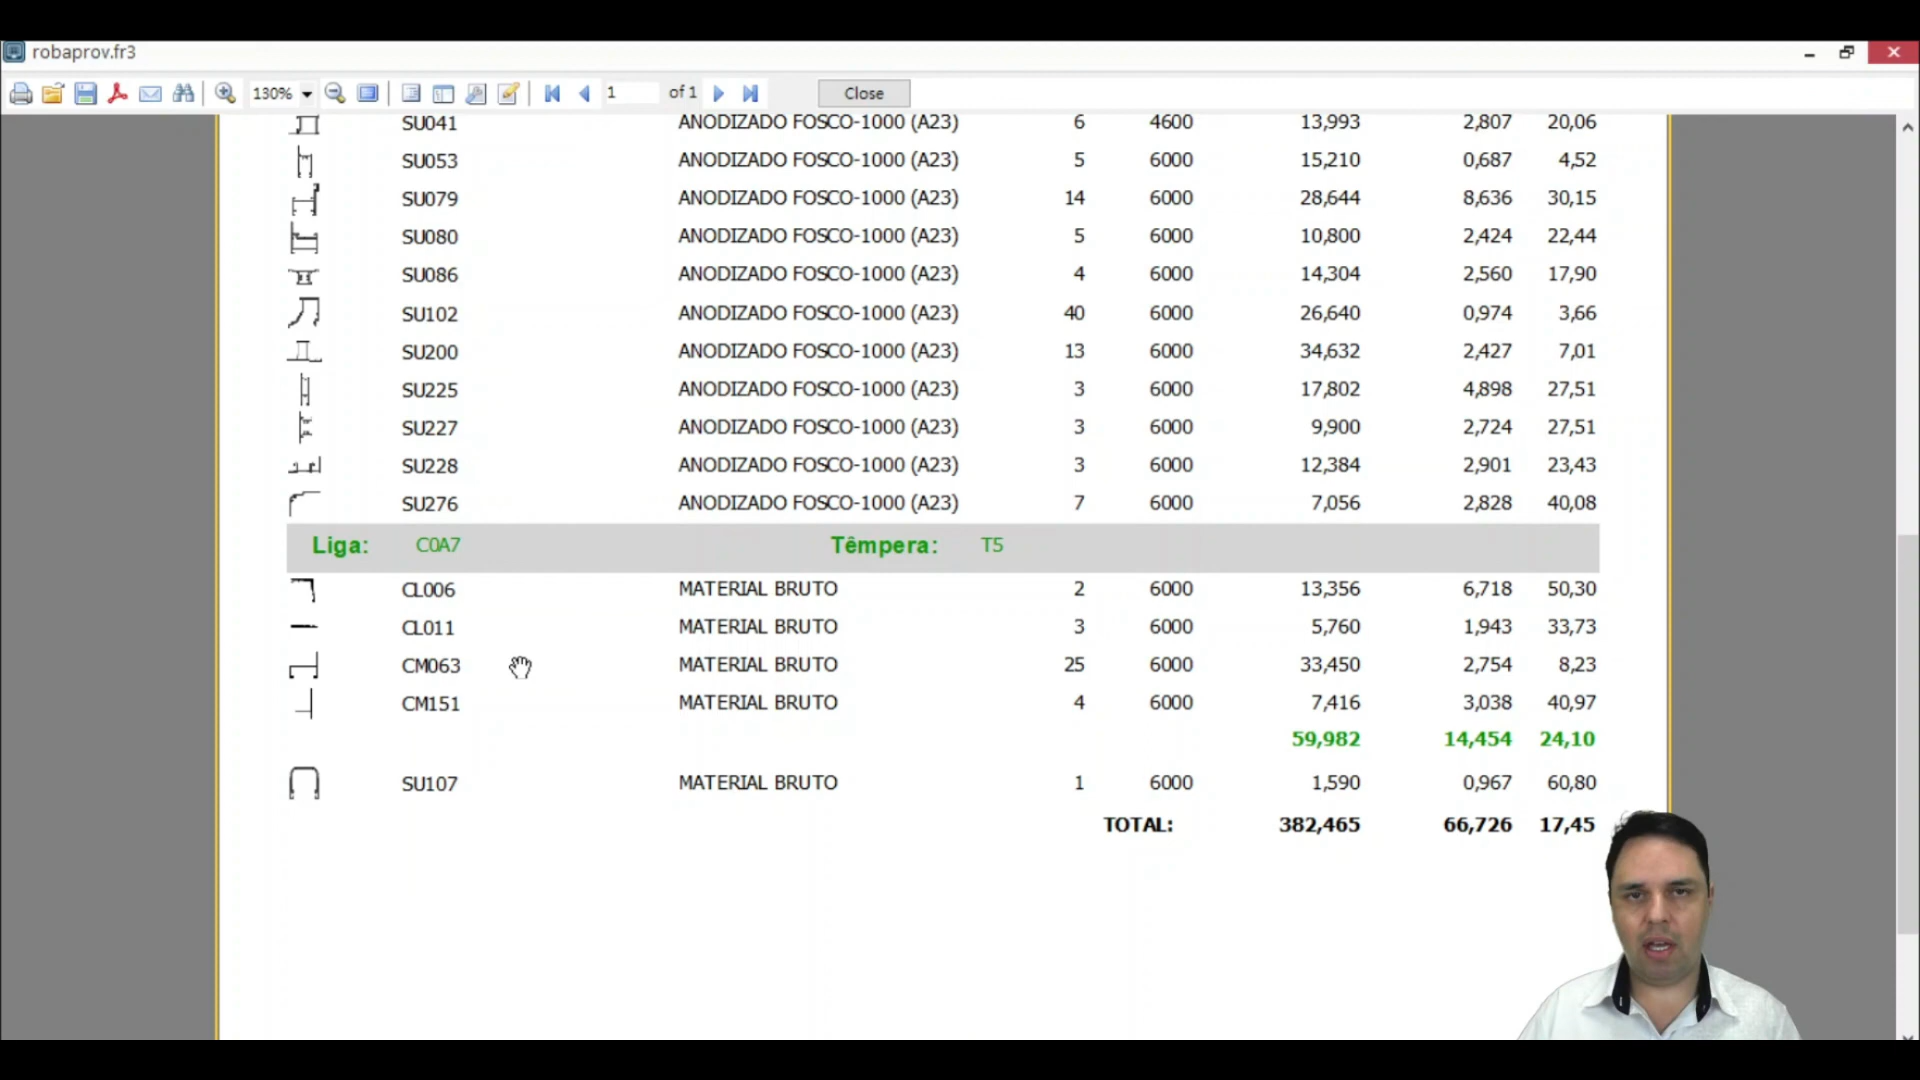 robaprov.fr3
130% 1 of 1 Close
SU041 ANODIZADO FOSCO-1000 (A23) 6 4600 13,993 2,807 20,06
SU053 ANODIZADO FOSCO-1000 (A23) 5 6000 15,210 0,687 4,52
SU079 ANODIZADO FOSCO-1000 (A23) 14 6000 28,644 8,636 30,15
SU080 ANODIZADO FOSCO-1000 (A23) 5 6000 10,800 2,424 22,44
SU086 ANODIZADO FOSCO-1000 (A23) 4 6000 14,304 2,560 17,90
SU102 ANODIZADO FOSCO-1000 (A23) 40 6000 26,640 0,974 3,66
SU200 ANODIZADO FOSCO-1000 (A23) 13 6000 34,632 2,427 7,01
SU225 ANODIZADO FOSCO-1000 (A23) 3 6000 17,802 4,898 27,51
SU227 ANODIZADO FOSCO-1000 (A23) 3 6000 9,900 2,724 27,51
SU228 ANODIZADO FOSCO-1000 (A23) 3 6000 12,384 2,901 23,43
SU276 ANODIZADO FOSCO-1000 (A23) 7 6000 7,056 2,828 40,08
Liga: C0A7 Têmpera: T5
CL006 MATERIAL BRUTO 2 6000 13,356 6,718 50,30
CL011 MATERIAL BRUTO 3 6000 5,760 1,943 33,73
CM063 MATERIAL BRUTO 25 6000 33,450 2,754 8,23
CM151 MATERIAL BRUTO 4 6000 7,416 3,038 40,97
59,982 14,454 24,10
SU107 MATERIAL BRUTO 1 6000 1,590 0,967 60,80
TOTAL: 382,465 66,726 17,45